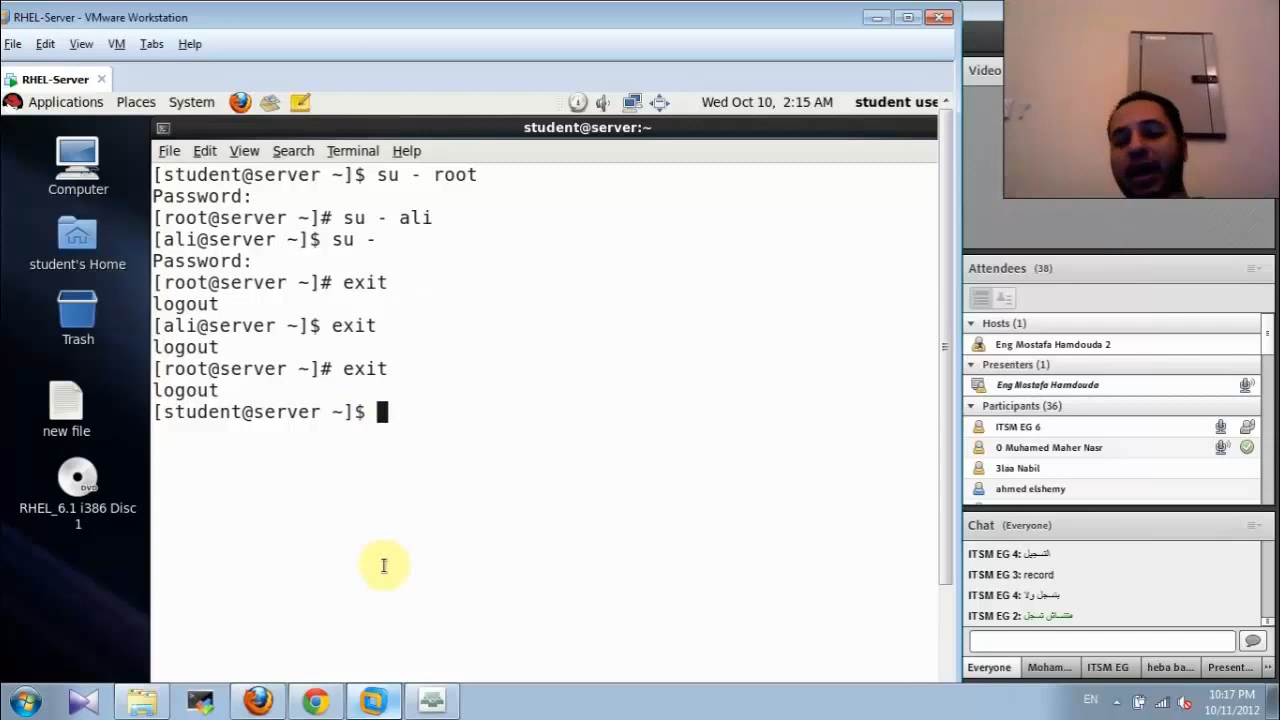 RHEL-Server - VMware Workstation
File Edit View VM Tabs Help
RHEL-Server
Applications Places System Wed Oct 10, 2:15 AM student use
student@server:~
File Edit View Search Terminal Help
[student@server ~]$ su - root
Password:
[root@server ~]# su - ali
[ali@server ~]$ su -
Password:
[root@server ~]# exit
logout
[ali@server ~]$ exit
logout
[root@server ~]# exit
logout
[student@server ~]$
Computer
student's Home
Trash
new file
DVD
RHEL_6.1 i386 Disc
1
Video
Attendees (38)
Hosts (1)
Eng Mostafa Hamdouda 2
Presenters (1)
Eng Mostafa Hamdouda
Participants (36)
ITSM EG 6
0 Muhamed Maher Nasr
3laa Nabil
ahmed elshemy
Chat (Everyone)
ITSM EG 4: التسجيل
ITSM EG 3: record
ITSM EG 4: بنسجل ولا
ITSM EG 2: متنساش تسجل
Everyone Moham... ITSM EG heba ba... Present...
EN
10:17 PM
10/11/2012